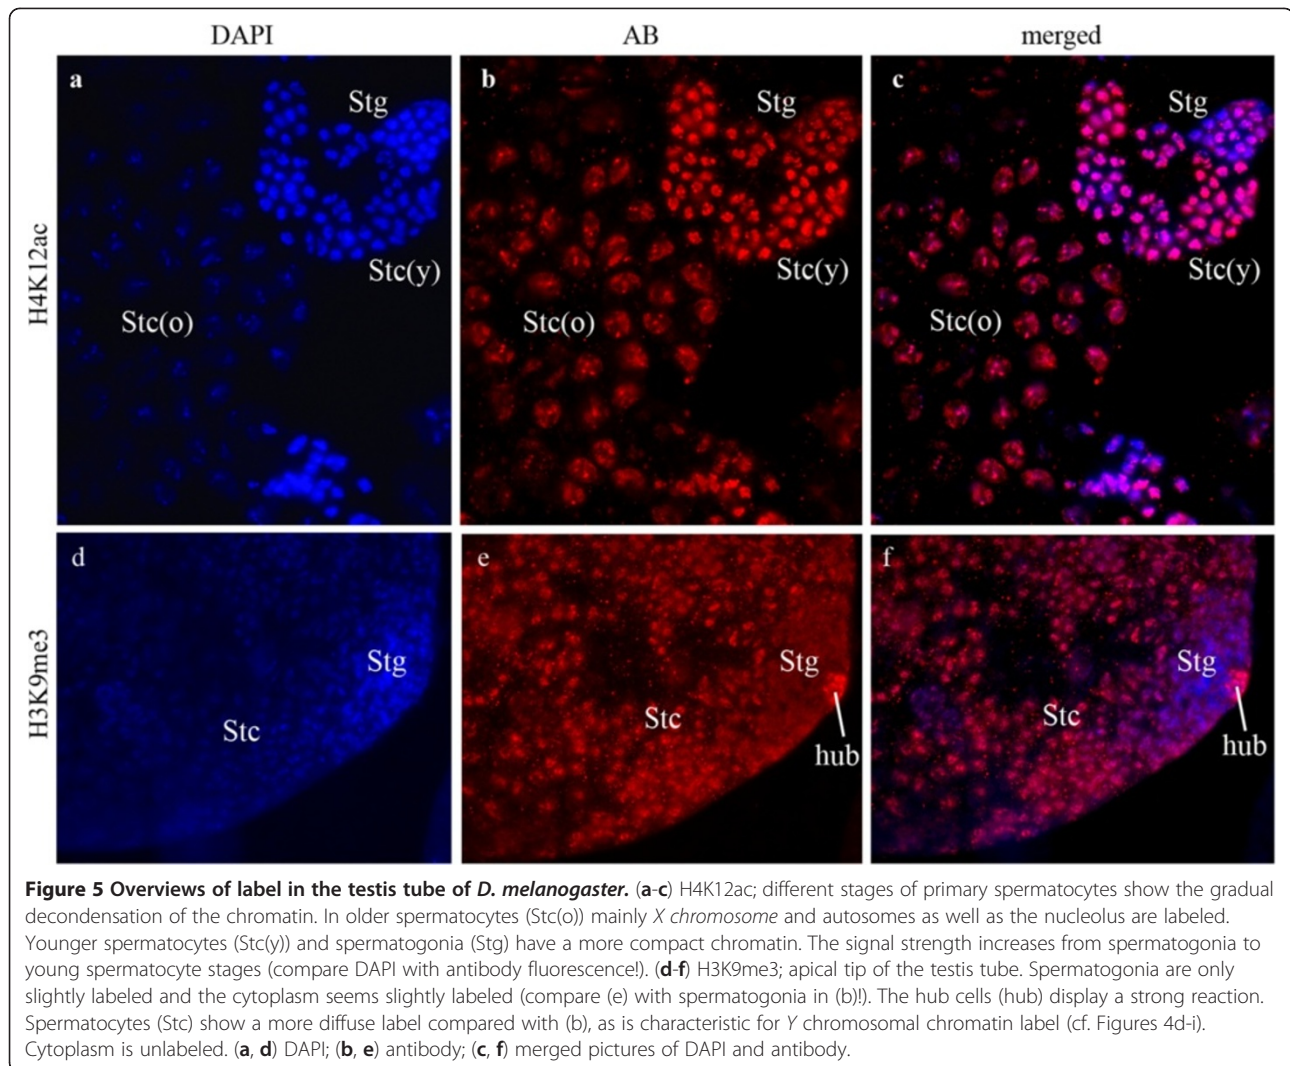 DAPI AB merged
a b c
Stg Stg Stg
H4K12ac
Stc(y) Stc(y) Stc(y)
Stc(o) Stc(o) Stc(o)
d e f
H3K9me3
Stg Stg Stg
Stc Stc Stc
hub hub
Figure 5 Overviews of label in the testis tube of D. melanogaster. (a-c) H4K12ac; different stages of primary spermatocytes show the gradual
decondensation of the chromatin. In older spermatocytes (Stc(o)) mainly X chromosome and autosomes as well as the nucleolus are labeled.
Younger spermatocytes (Stc(y)) and spermatogonia (Stg) have a more compact chromatin. The signal strength increases from spermatogonia to
young spermatocyte stages (compare DAPI with antibody fluorescence!). (d-f) H3K9me3; apical tip of the testis tube. Spermatogonia are only
slightly labeled and the cytoplasm seems slightly labeled (compare (e) with spermatogonia in (b)!). The hub cells (hub) display a strong reaction.
Spermatocytes (Stc) show a more diffuse label compared with (b), as is characteristic for Y chromosomal chromatin label (cf. Figures 4d-i).
Cytoplasm is unlabeled. (a, d) DAPI; (b, e) antibody; (c, f) merged pictures of DAPI and antibody.